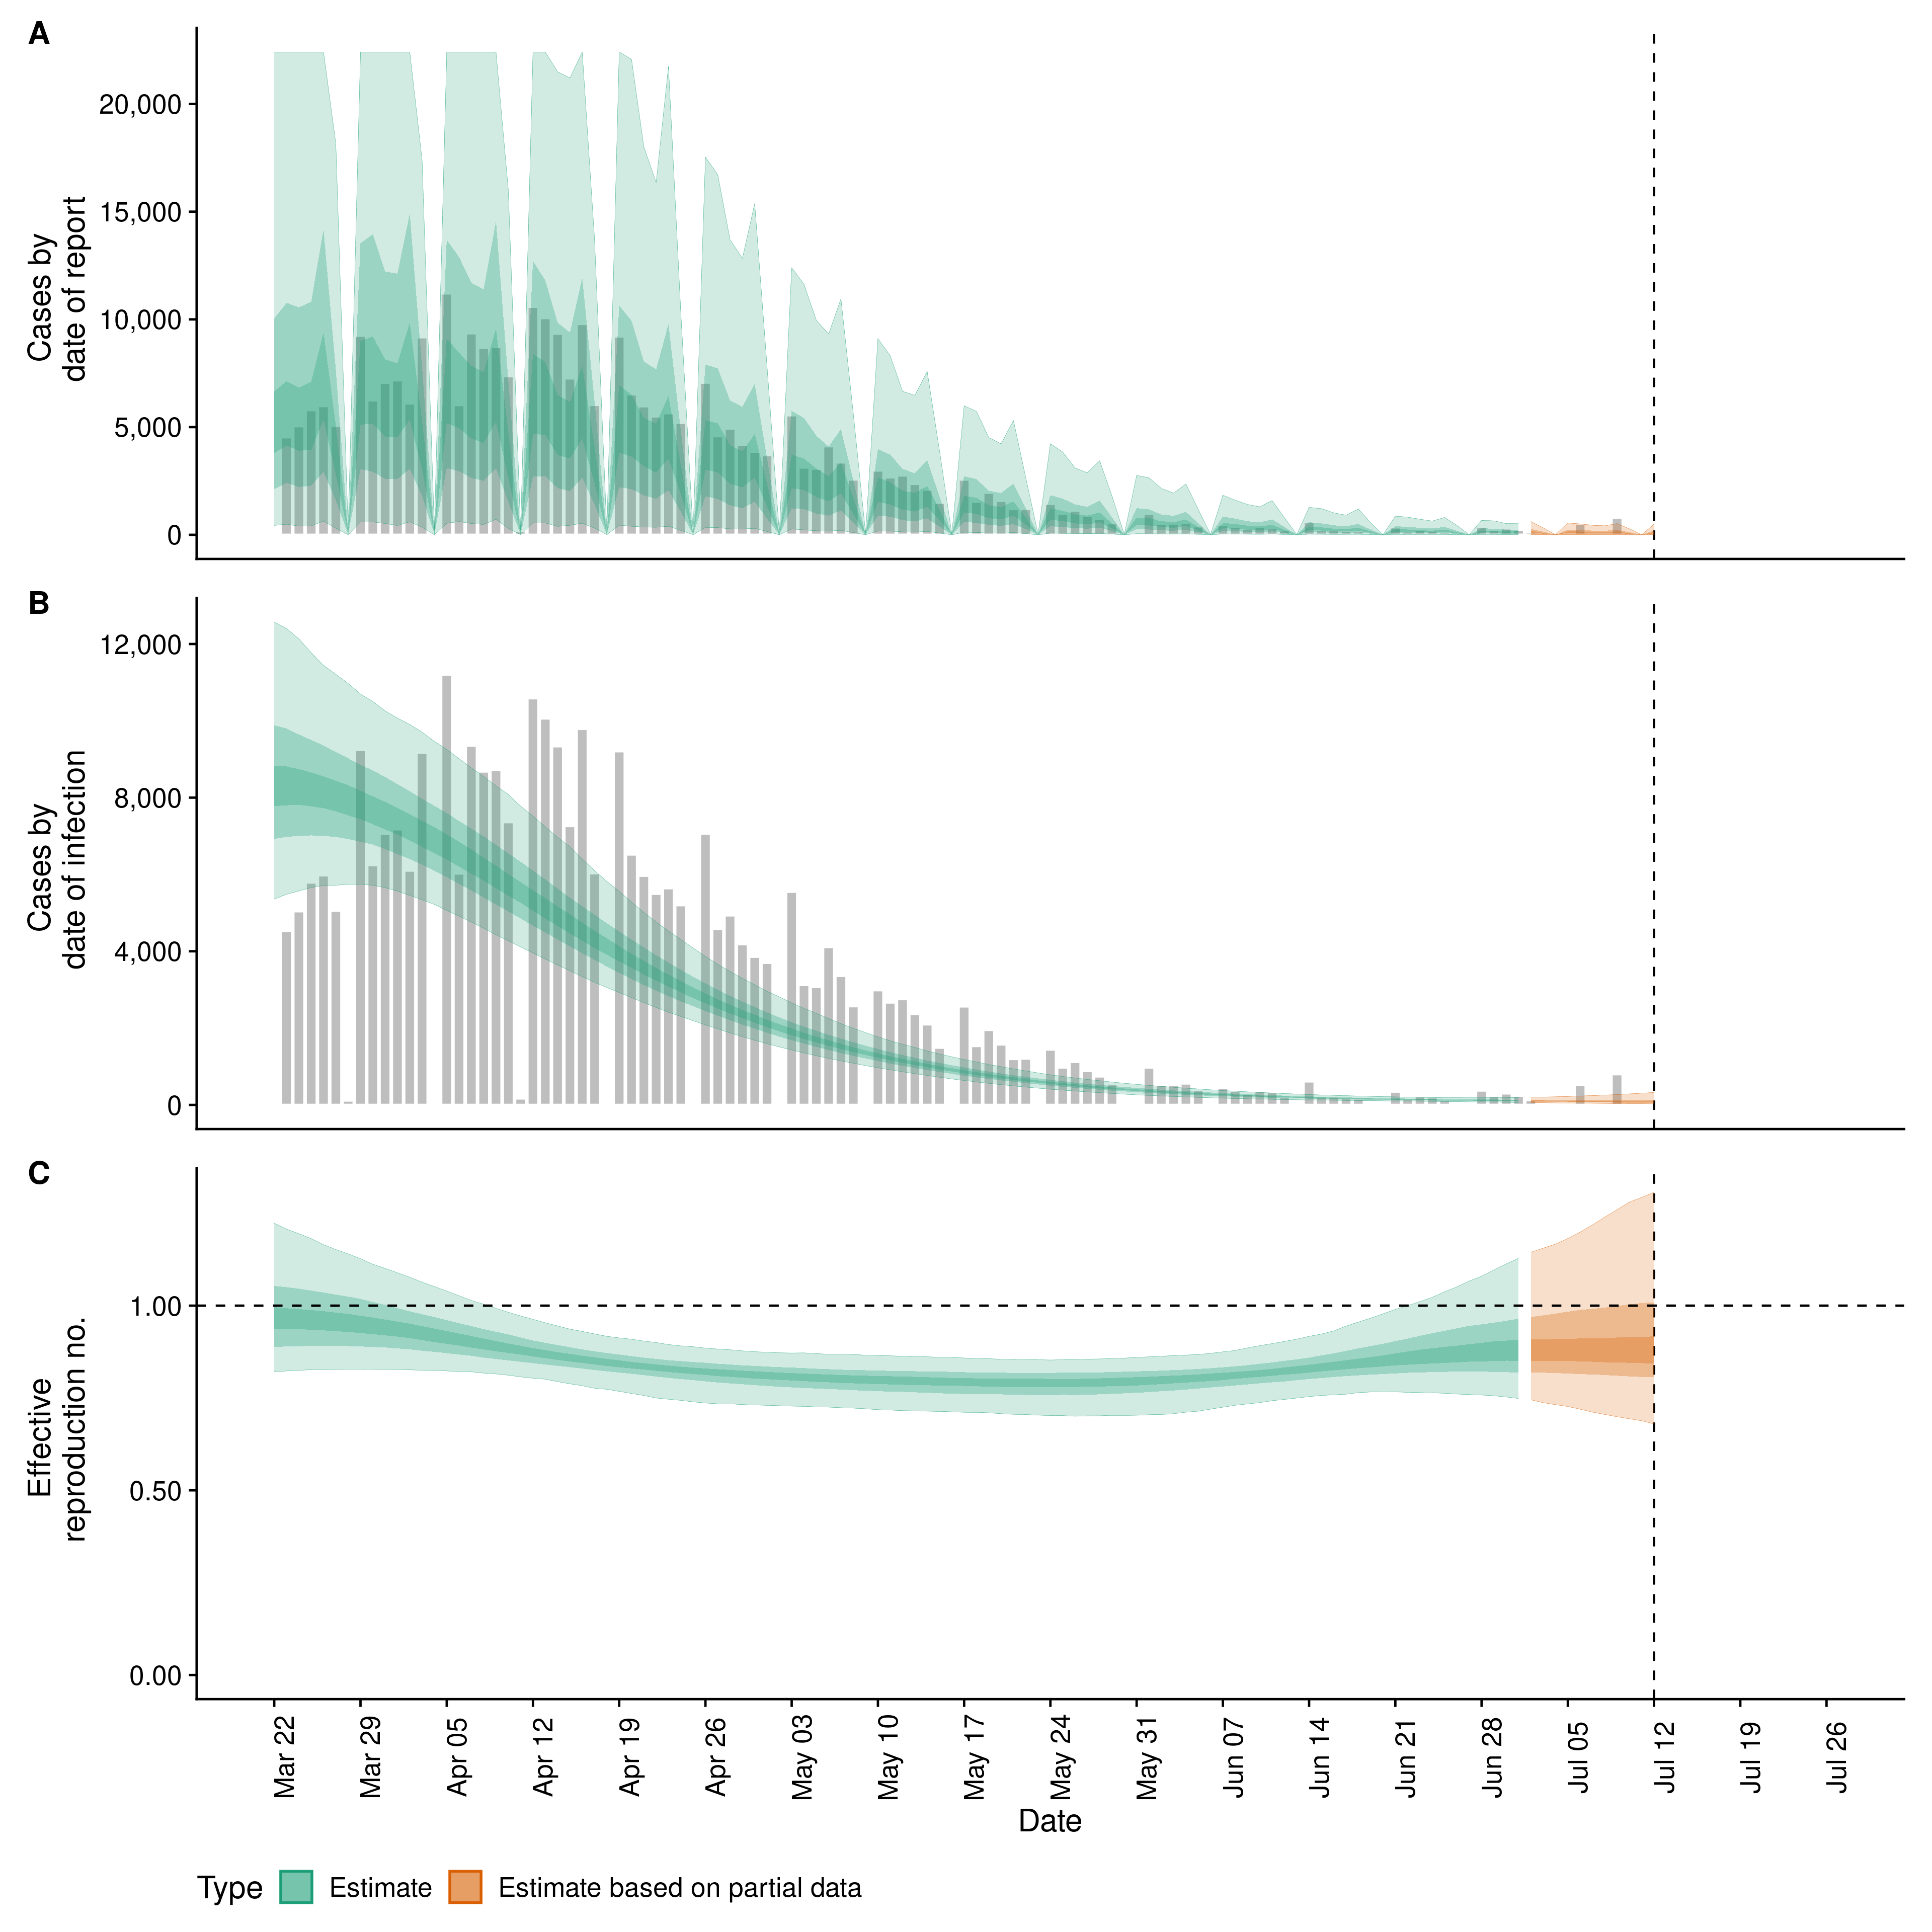 A
Cases by
date of report
20,000
15,000
10,000
5,000
0
B
Cases by
date of infection
12,000
8,000
4,000
0
C
Effective
reproduction no.
1.00
0.50
0.00
Mar 22
Mar 29
Apr 05
Apr 12
Apr 19
Apr 26
May 03
May 10
May 17
May 24
May 31
Jun 07
Jun 14
Jun 21
Jun 28
Jul 05
Jul 12
Jul 19
Jul 26
Date
Type Estimate Estimate based on partial data